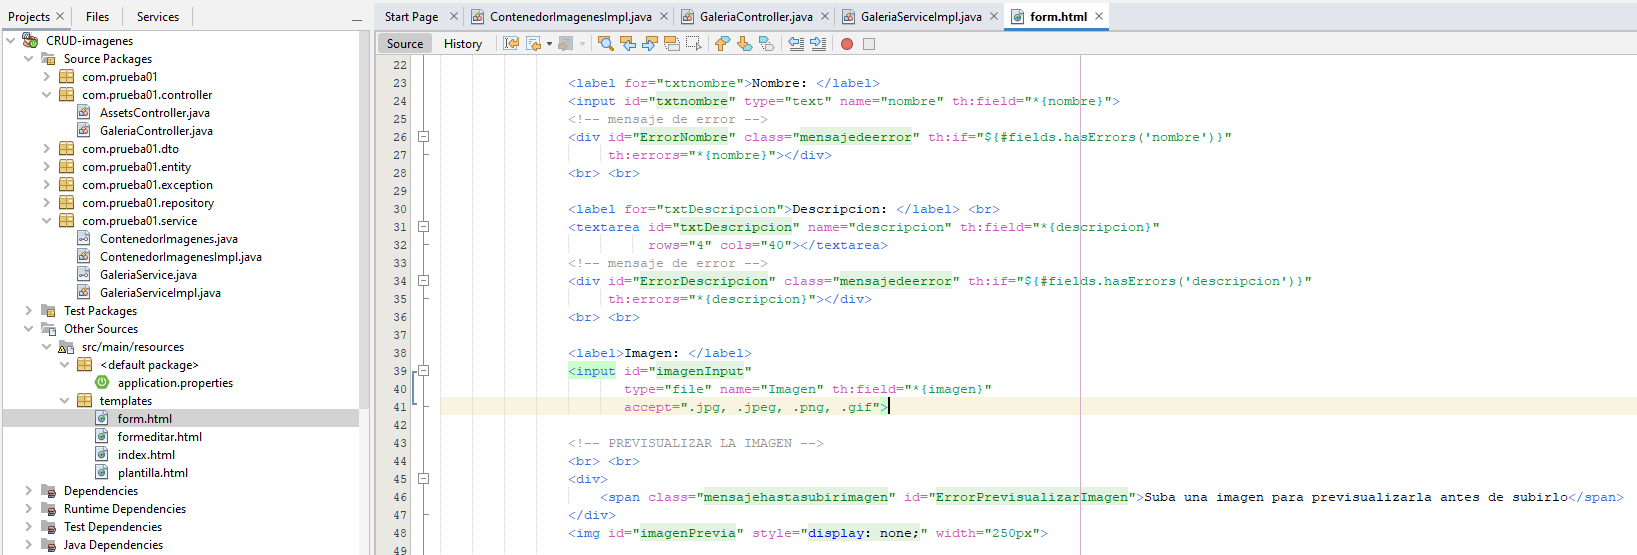 Projects
Files
Services
CRUD-imagenes
Source Packages
com.prueba01
com.prueba01.controller
AssetsController.java
GaleriaController.java
com.prueba01.dto
com.prueba01.entity
com.prueba01.exception
com.prueba01.repository
com.prueba01.service
ContenedorImagenes.java
ContenedorImagenesImpl.java
GaleriaService.java
GaleriaServiceImpl.java
Test Packages
Other Sources
src/main/resources
<default package>
application.properties
templates
form.html
formeditar.html
index.html
plantilla.html
Dependencies
Runtime Dependencies
Test Dependencies
Java Dependencies
Start Page
ContenedorImagenesImpl.java
GaleriaController.java
GaleriaServiceImpl.java
form.html
Source
History
22
23 <label for="txtnombre">Nombre: </label>
24 <input id="txtnombre" type="text" name="nombre" th:field="*{nombre}">
25 <!-- mensaje de error -->
26 <div id="ErrorNombre" class="mensajedeerror" th:if="${#fields.hasErrors('nombre')}"
27 th:errors="*{nombre}"></div>
28 <br> <br>
29
30 <label for="txtDescripcion">Descripcion: </label> <br>
31 <textarea id="txtDescripcion" name="descripcion" th:field="*{descripcion}"
32 rows="4" cols="40"></textarea>
33 <!-- mensaje de error -->
34 <div id="ErrorDescripcion" class="mensajedeerror" th:if="${#fields.hasErrors('descripcion')}"
35 th:errors="*{descripcion}"></div>
36 <br> <br>
37
38 <label>Imagen: </label>
39 <input id="imagenInput"
40 type="file" name="Imagen" th:field="*{imagen}"
41 accept=".jpg, .jpeg, .png, .gif">
42
43 <!-- PREVISUALIZAR LA IMAGEN -->
44 <br> <br>
45 <div>
46 <span class="mensajehastasubirimagen" id="ErrorPrevisualizarImagen">Suba una imagen para previsualizarla antes de subirlo</span>
47 </div>
48 <img id="imagenPrevia" style="display: none;" width="250px">
49